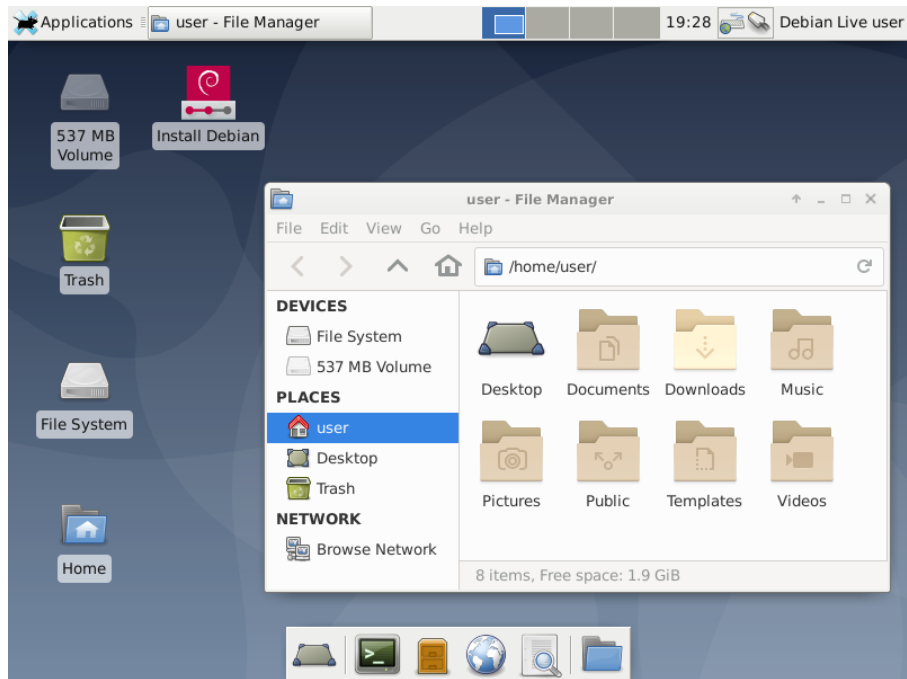 Applications
user - File Manager
19:28
Debian Live user
537 MB
Volume
Install Debian
Trash
File System
Home
user - File Manager
File Edit View Go Help
/home/user/
DEVICES
File System
537 MB Volume
PLACES
user
Desktop
Trash
NETWORK
Browse Network
Desktop Documents Downloads Music
Pictures Public Templates Videos
8 items, Free space: 1.9 GiB